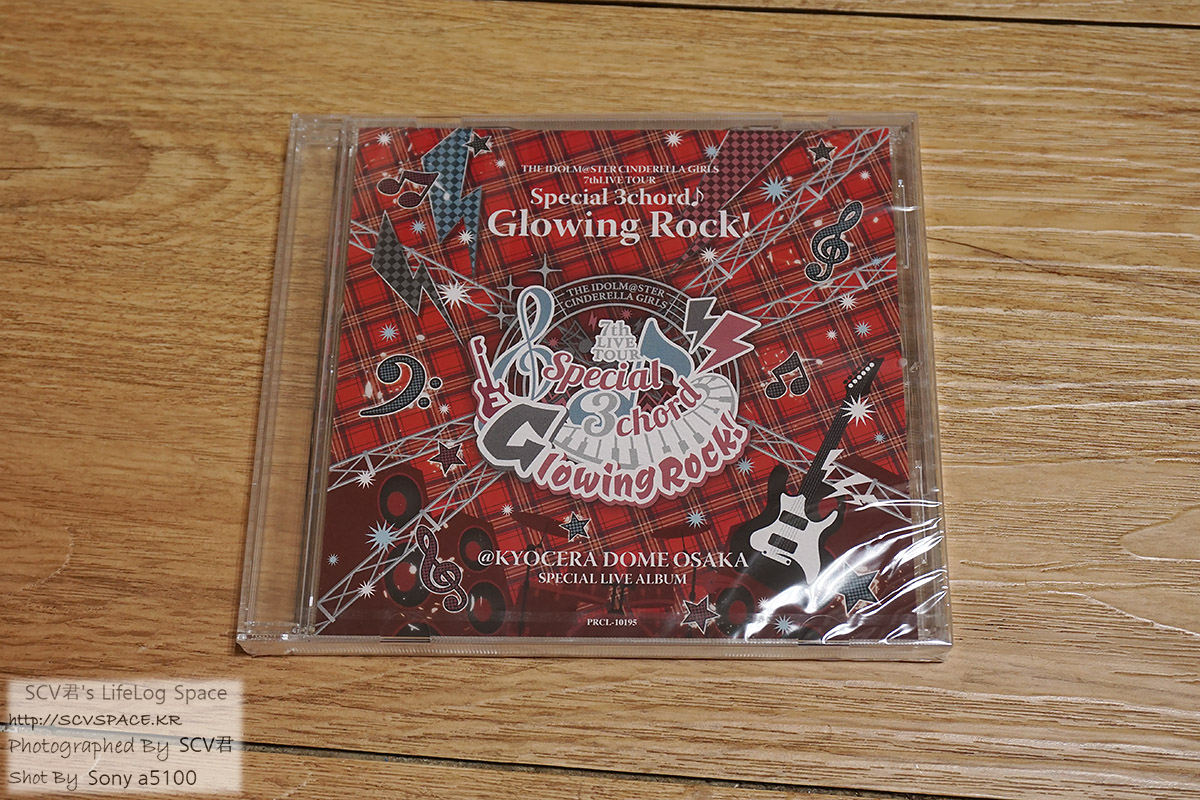 THE IDOLM@STER CINDERELLA GIRLS
7thLIVE TOUR
Special 3chord♪
Glowing Rock!
THE IDOLM@STER
CINDERELLA GIRLS
7th
LIVE
TOUR
Special
3chord
Glowing Rock!
@KYOCERA DOME OSAKA
SPECIAL LIVE ALBUM
PRCL-10195
SCV君's LifeLog Space
http://SCVSPACE.KR
Photographed By SCV君
Shot By Sony a5100